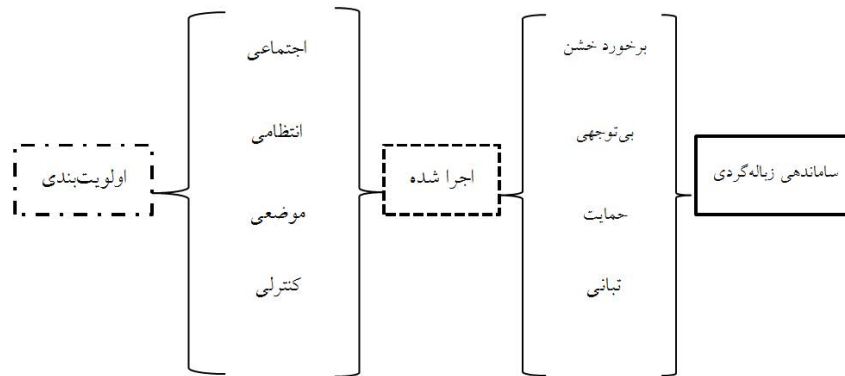 ساماندهی زباله‌گردی
برخورد خشن
بی‌توجهی
حمایت
تبانی
اجرا شده
اجتماعی
انتظامی
موضعی
کنترلی
اولویت‌بندی